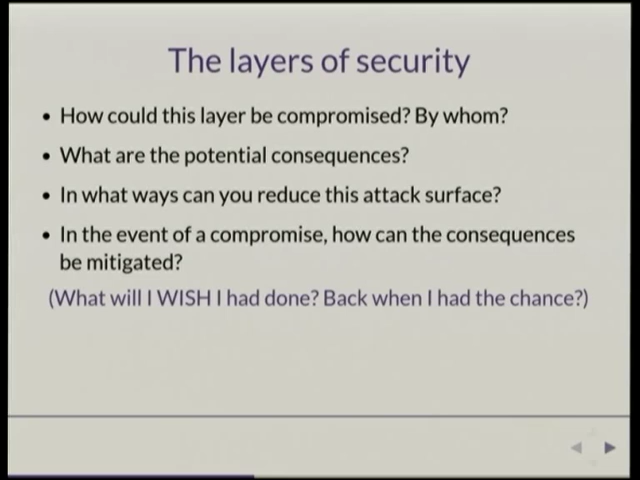 The layers of security
• How could this layer be compromised? By whom?
• What are the potential consequences?
• In what ways can you reduce this attack surface?
• In the event of a compromise, how can the consequences
be mitigated?
(What will I WISH I had done? Back when I had the chance?)